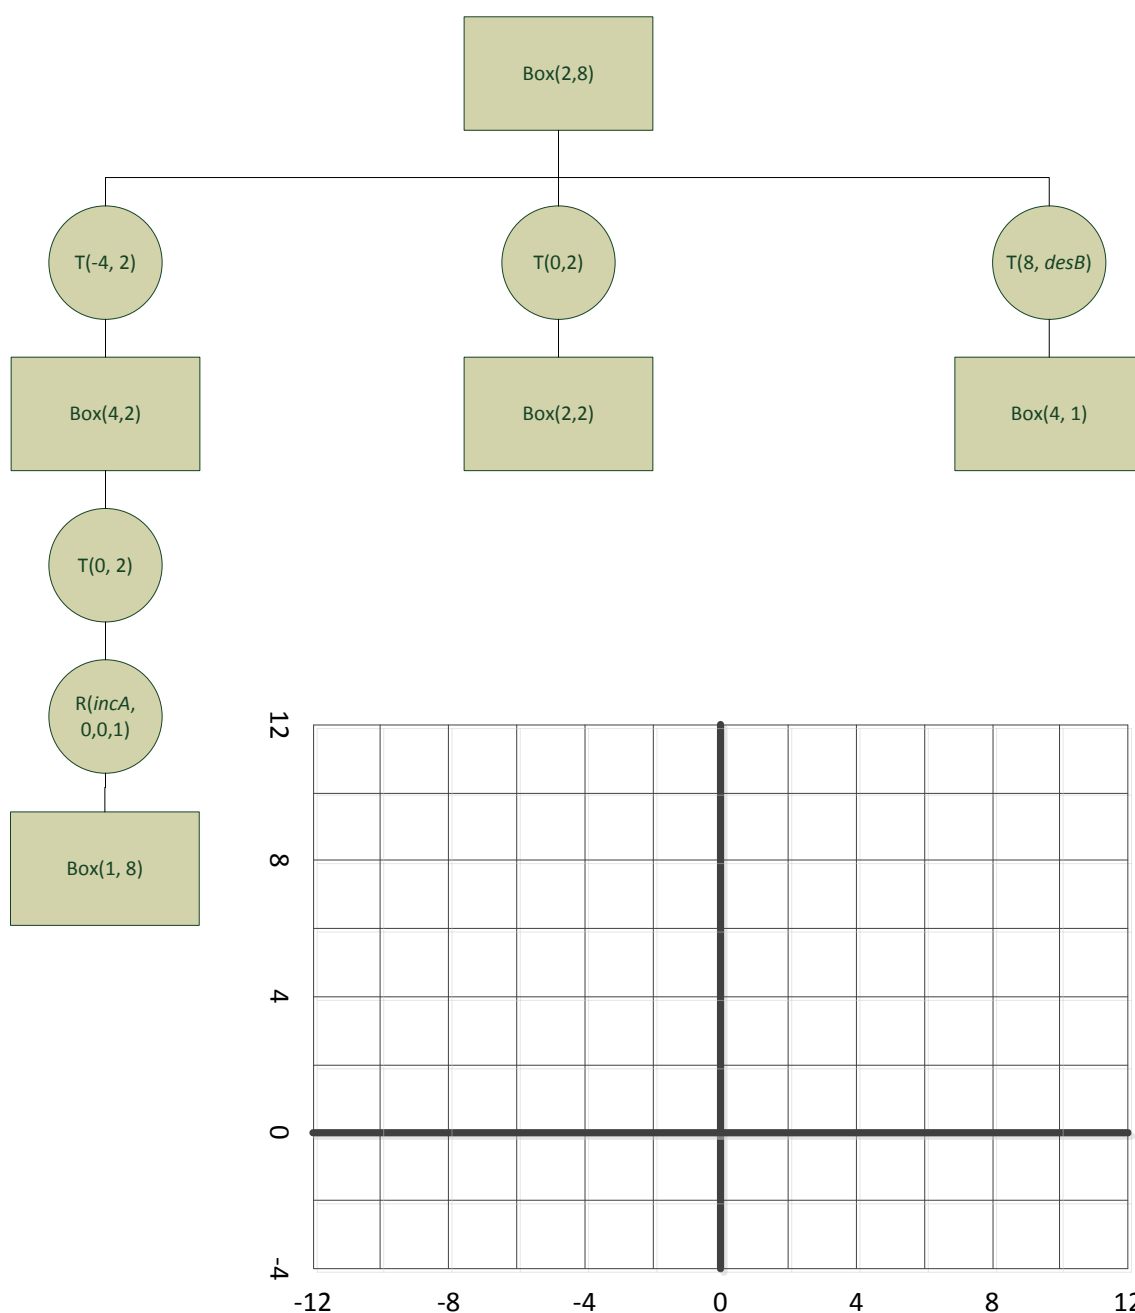 Box(2,8)
T(-4, 2)
T(0,2)
T(8, desB)
Box(4,2)
Box(2,2)
Box(4, 1)
T(0, 2)
R(incA,
0,0,1)
Box(1, 8)
12
8
4
0
-4
-12
-8
-4
0
4
8
12